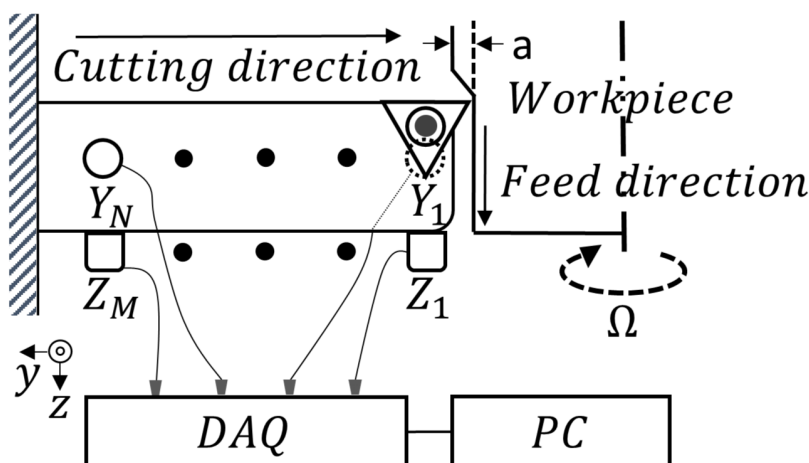 a
Cutting direction
Workpiece
Feed direction
Y_N
Y_1
Z_M
Z_1
Ω
y
z
DAQ
PC